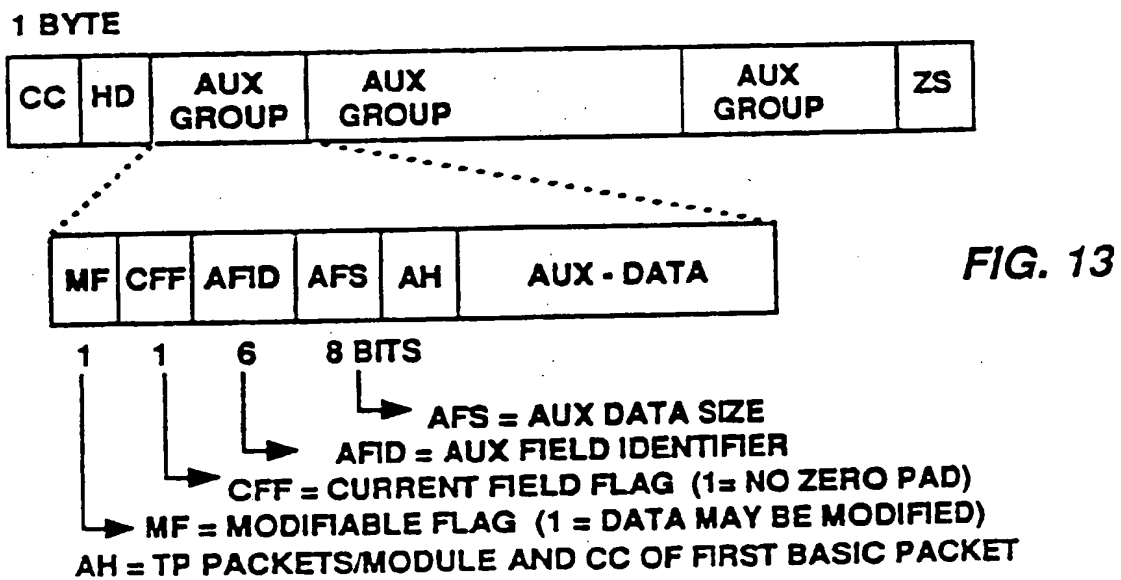 1 BYTE
CC HD AUX GROUP AUX GROUP AUX GROUP ZS
MF CFF AFID AFS AH AUX - DATA
FIG. 13
1 1 6 8 BITS
AFS = AUX DATA SIZE
AFID = AUX FIELD IDENTIFIER
CFF = CURRENT FIELD FLAG (1= NO ZERO PAD)
MF = MODIFIABLE FLAG (1 = DATA MAY BE MODIFIED)
AH = TP PACKETS/MODULE AND CC OF FIRST BASIC PACKET